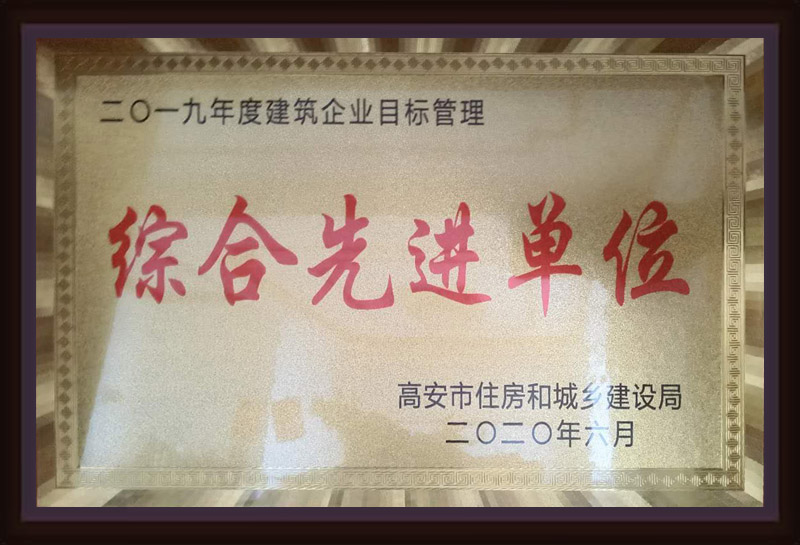 二〇一九年度建筑企业目标管理
综合先进单位
高安市住房和城乡建设局
二〇二〇年六月